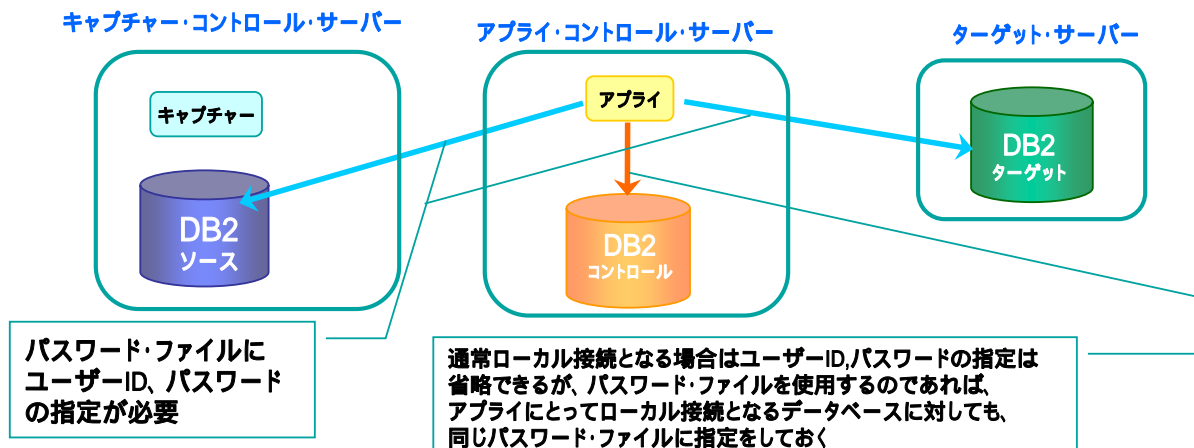 キャプチャー・コントロール・サーバー
アプライ・コントロール・サーバー
ターゲット・サーバー
キャプチャー
アプライ
DB2
ソース
DB2
コントロール
DB2
ターゲット
パスワード・ファイルに
ユーザーID、パスワード
の指定が必要
通常ローカル接続となる場合はユーザーID,パスワードの指定は
省略できるが、パスワード・ファイルを使用するのであれば、
アプライにとってローカル接続となるデータベースに対しても、
同じパスワード・ファイルに指定をしておく